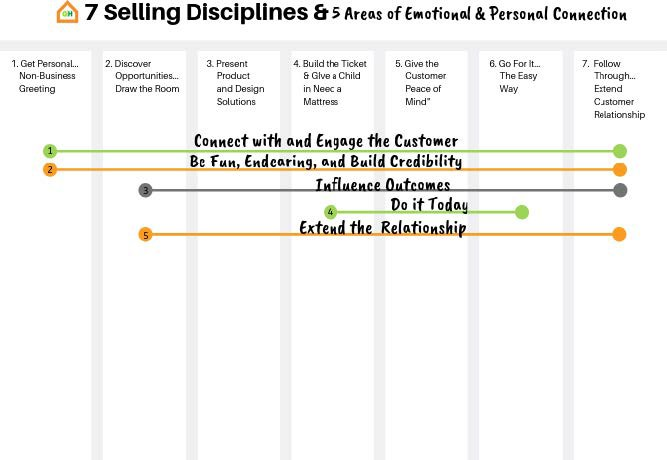 GH 7 Selling Disciplines & 5 Areas of Emotional & Personal Connection
1. Get Personal...
Non-Business
Greeting
2. Discover
Opportunities...
Draw the Room
3. Present
Product
and Design
Solutions
4. Build the Ticket
& Give a Child
in Need a
Mattress
5. Give the
Customer
Peace of
Mind"
6. Go For It...
The Easy
Way
7. Follow
Through...
Extend
Customer
Relationship
Connect with and Engage the Customer
1
Be Fun, Endearing, and Build Credibility
2
Influence Outcomes
3
Do it Today
4
Extend the Relationship
5